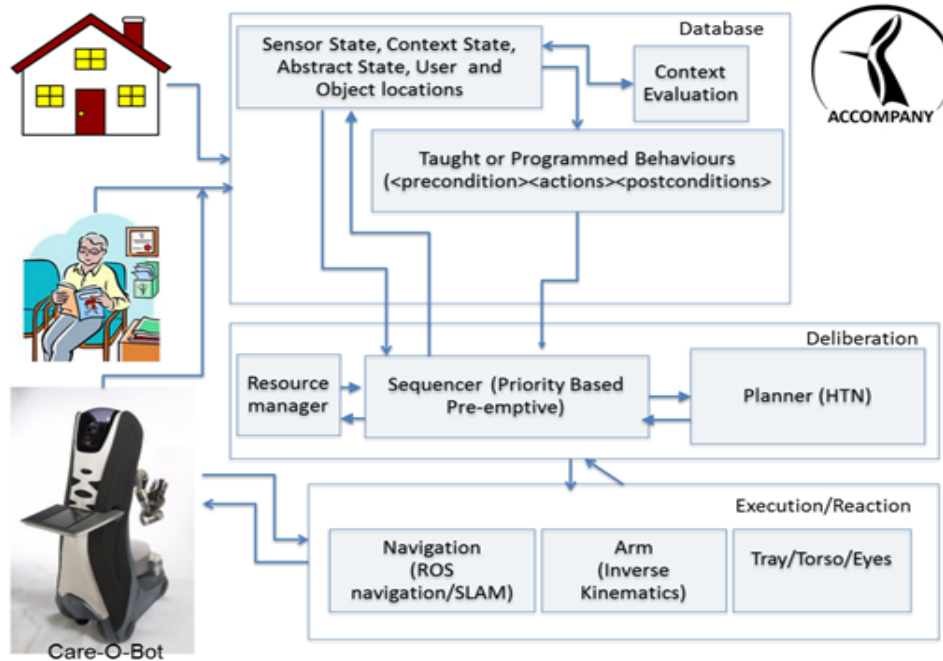 Database
Sensor State, Context State,
Abstract State, User and
Object locations
Context
Evaluation
ACCOMPANY
Taught or Programmed Behaviours
(<precondition><actions><postconditions>
Deliberation
Resource
manager
Sequencer (Priority Based
Pre-emptive)
Planner (HTN)
Execution/Reaction
Navigation
(ROS
navigation/SLAM)
Arm
(Inverse
Kinematics)
Tray/Torso/Eyes
Care-O-Bot